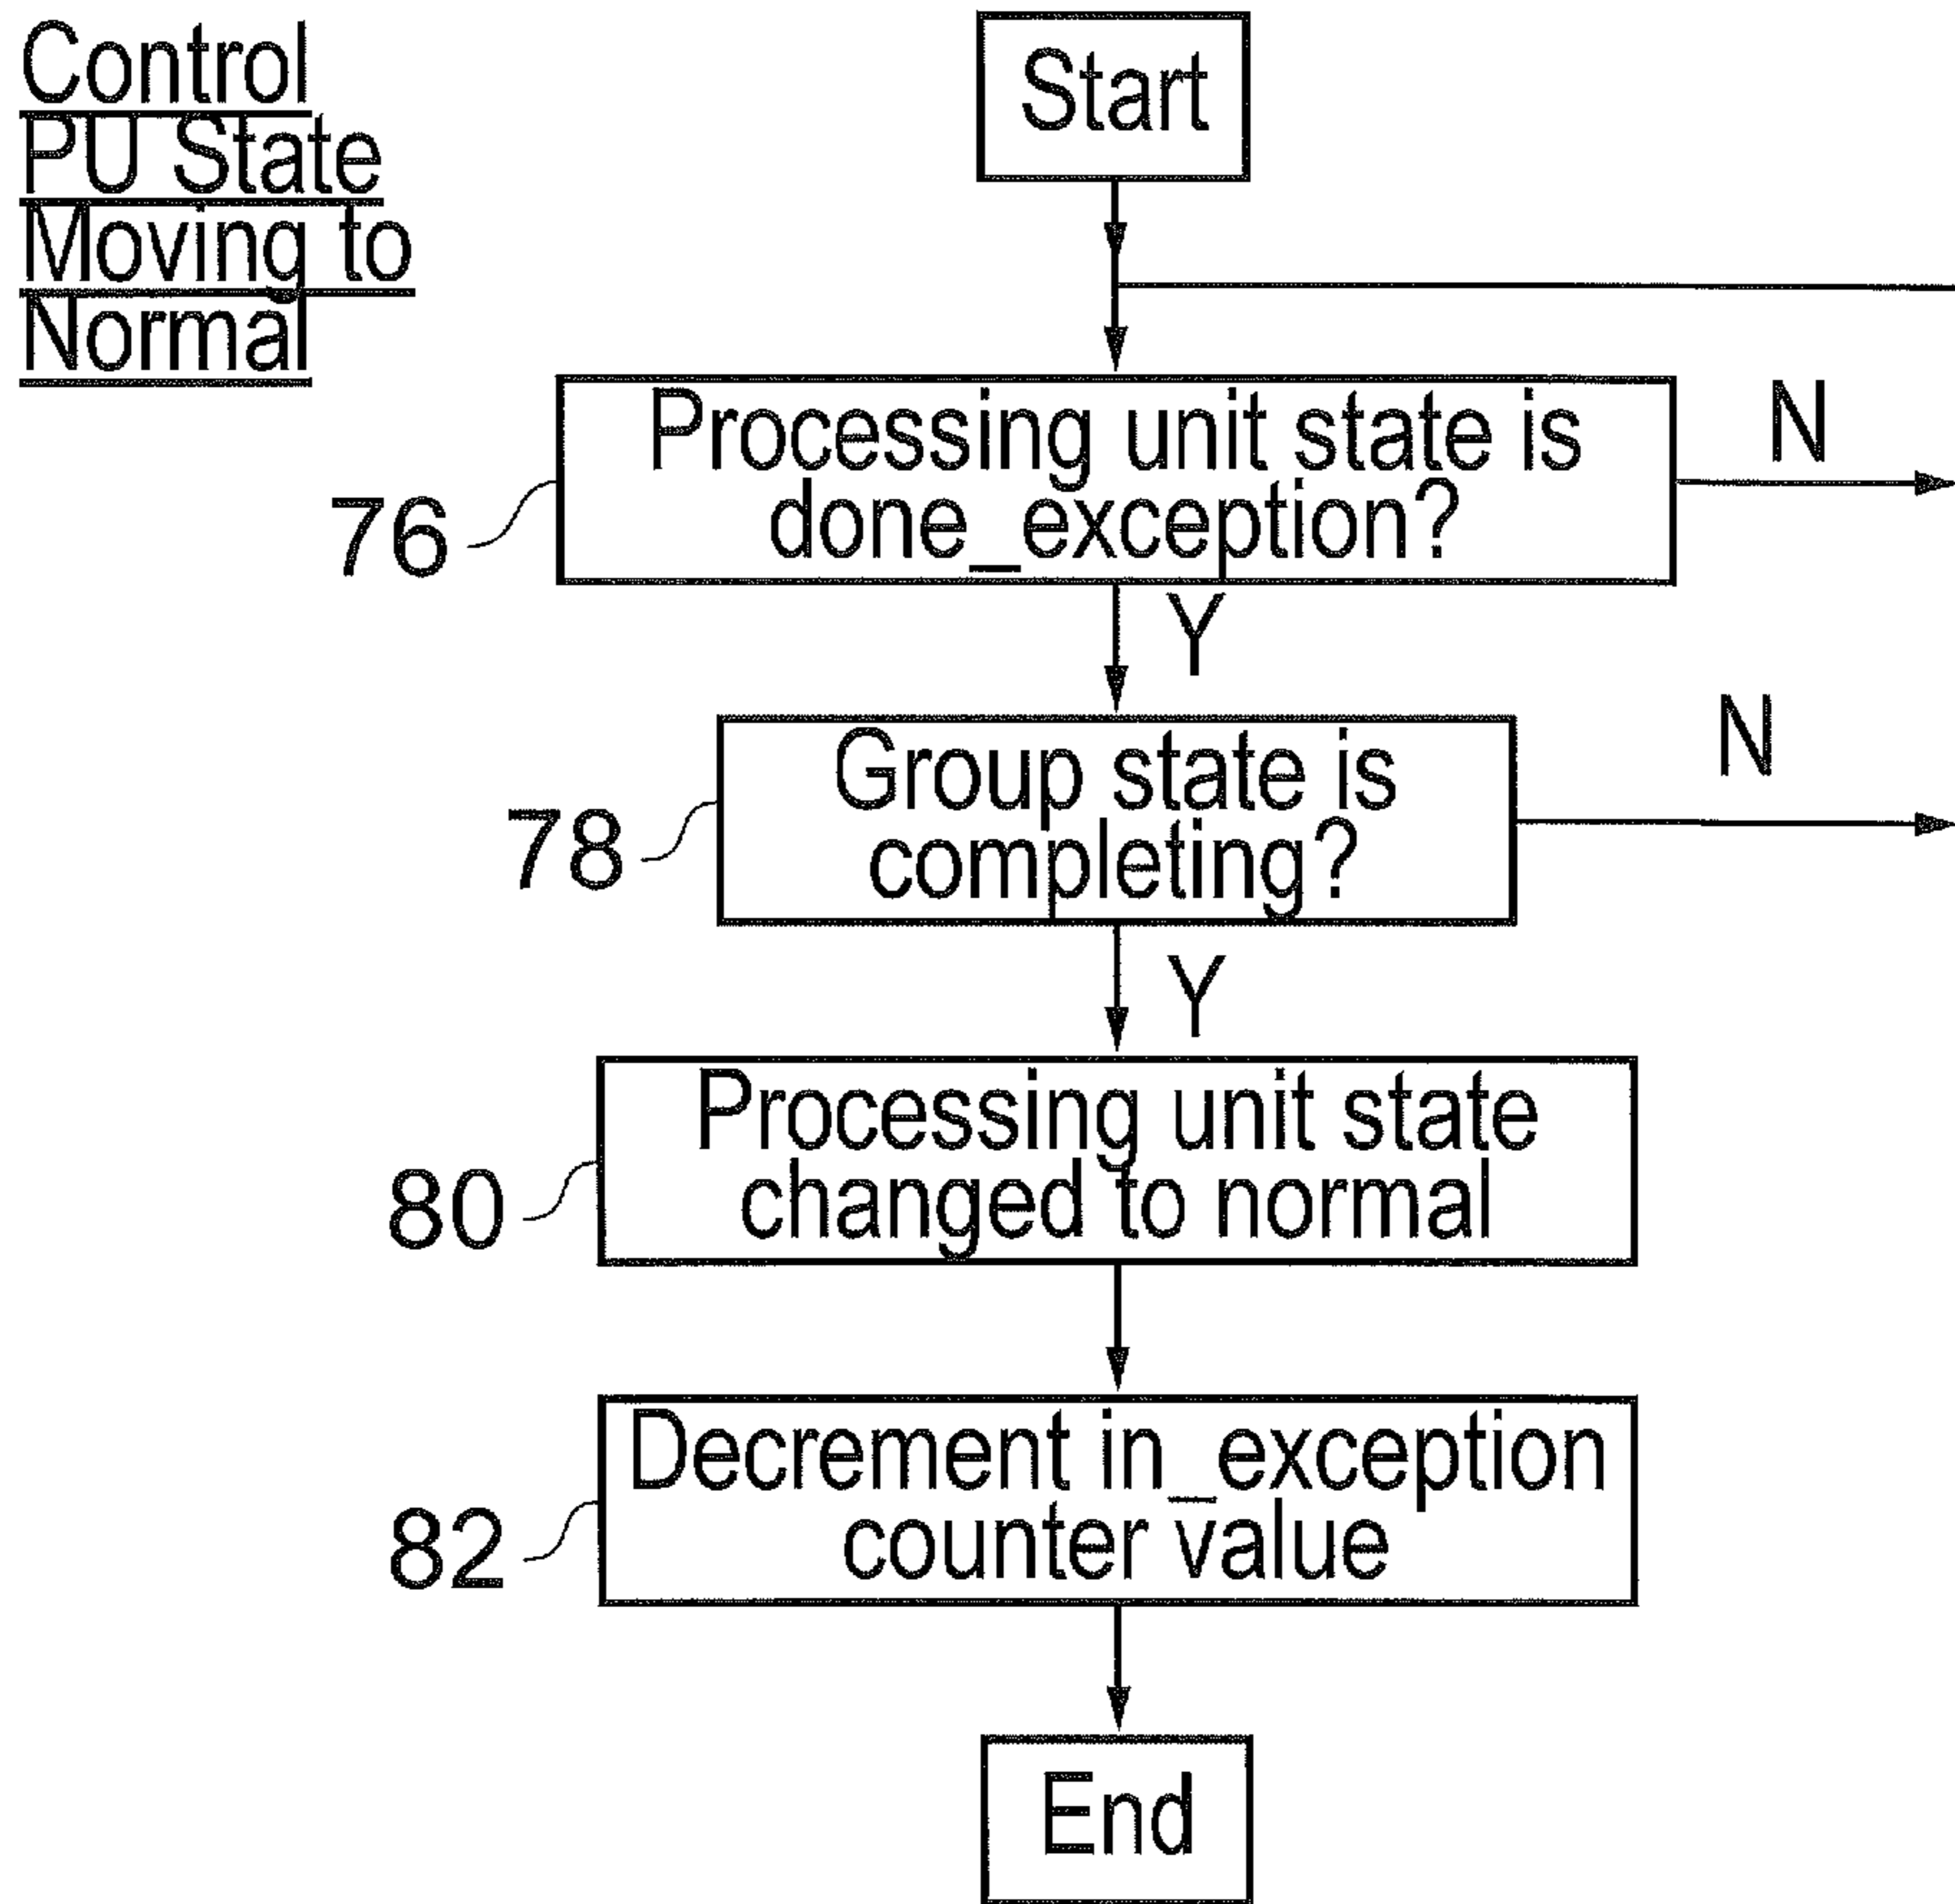 Control
PU State
Moving to
Normal
Start
Processing unit state is
done_exception?
N
76
Y
Group state is
completing?
N
78
Y
Processing unit state
changed to normal
80
Decrement in_exception
counter value
82
End